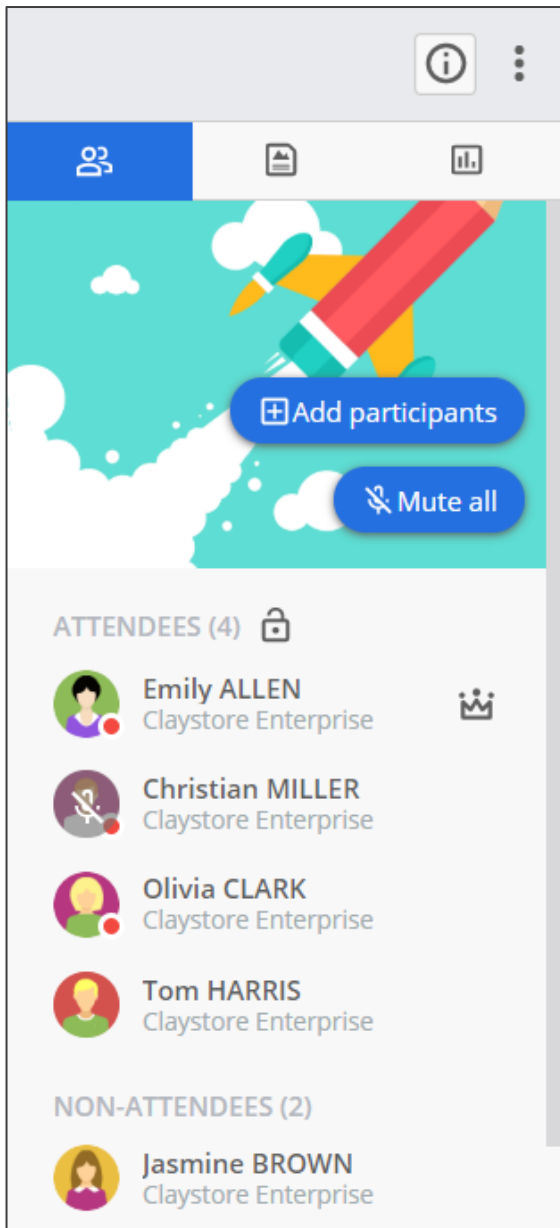 Add participants
Mute all
ATTENDEES (4)
Emily ALLEN
Claystore Enterprise
Christian MILLER
Claystore Enterprise
Olivia CLARK
Claystore Enterprise
Tom HARRIS
Claystore Enterprise
NON-ATTENDEES (2)
Jasmine BROWN
Claystore Enterprise